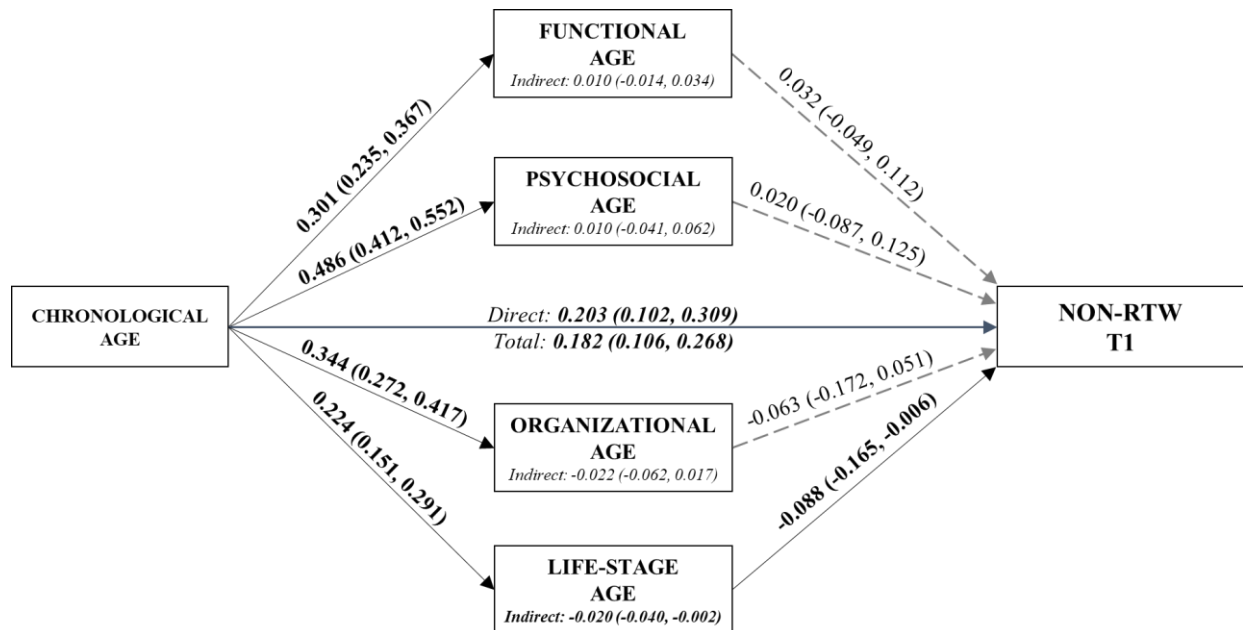 FUNCTIONAL
AGE
Indirect: 0.010 (-0.014, 0.034)
0.301 (0.235, 0.367)
0.032 (-0.049, 0.112)
PSYCHOSOCIAL
AGE
Indirect: 0.010 (-0.041, 0.062)
0.486 (0.412, 0.552)
0.020 (-0.087, 0.125)
CHRONOLOGICAL
AGE
Direct: 0.203 (0.102, 0.309)
Total: 0.182 (0.106, 0.268)
NON-RTW
T1
0.344 (0.272, 0.417)
-0.063 (-0.172, 0.051)
ORGANIZATIONAL
AGE
Indirect: -0.022 (-0.062, 0.017)
0.224 (0.151, 0.291)
-0.088 (-0.165, -0.006)
LIFE-STAGE
AGE
Indirect: -0.020 (-0.040, -0.002)